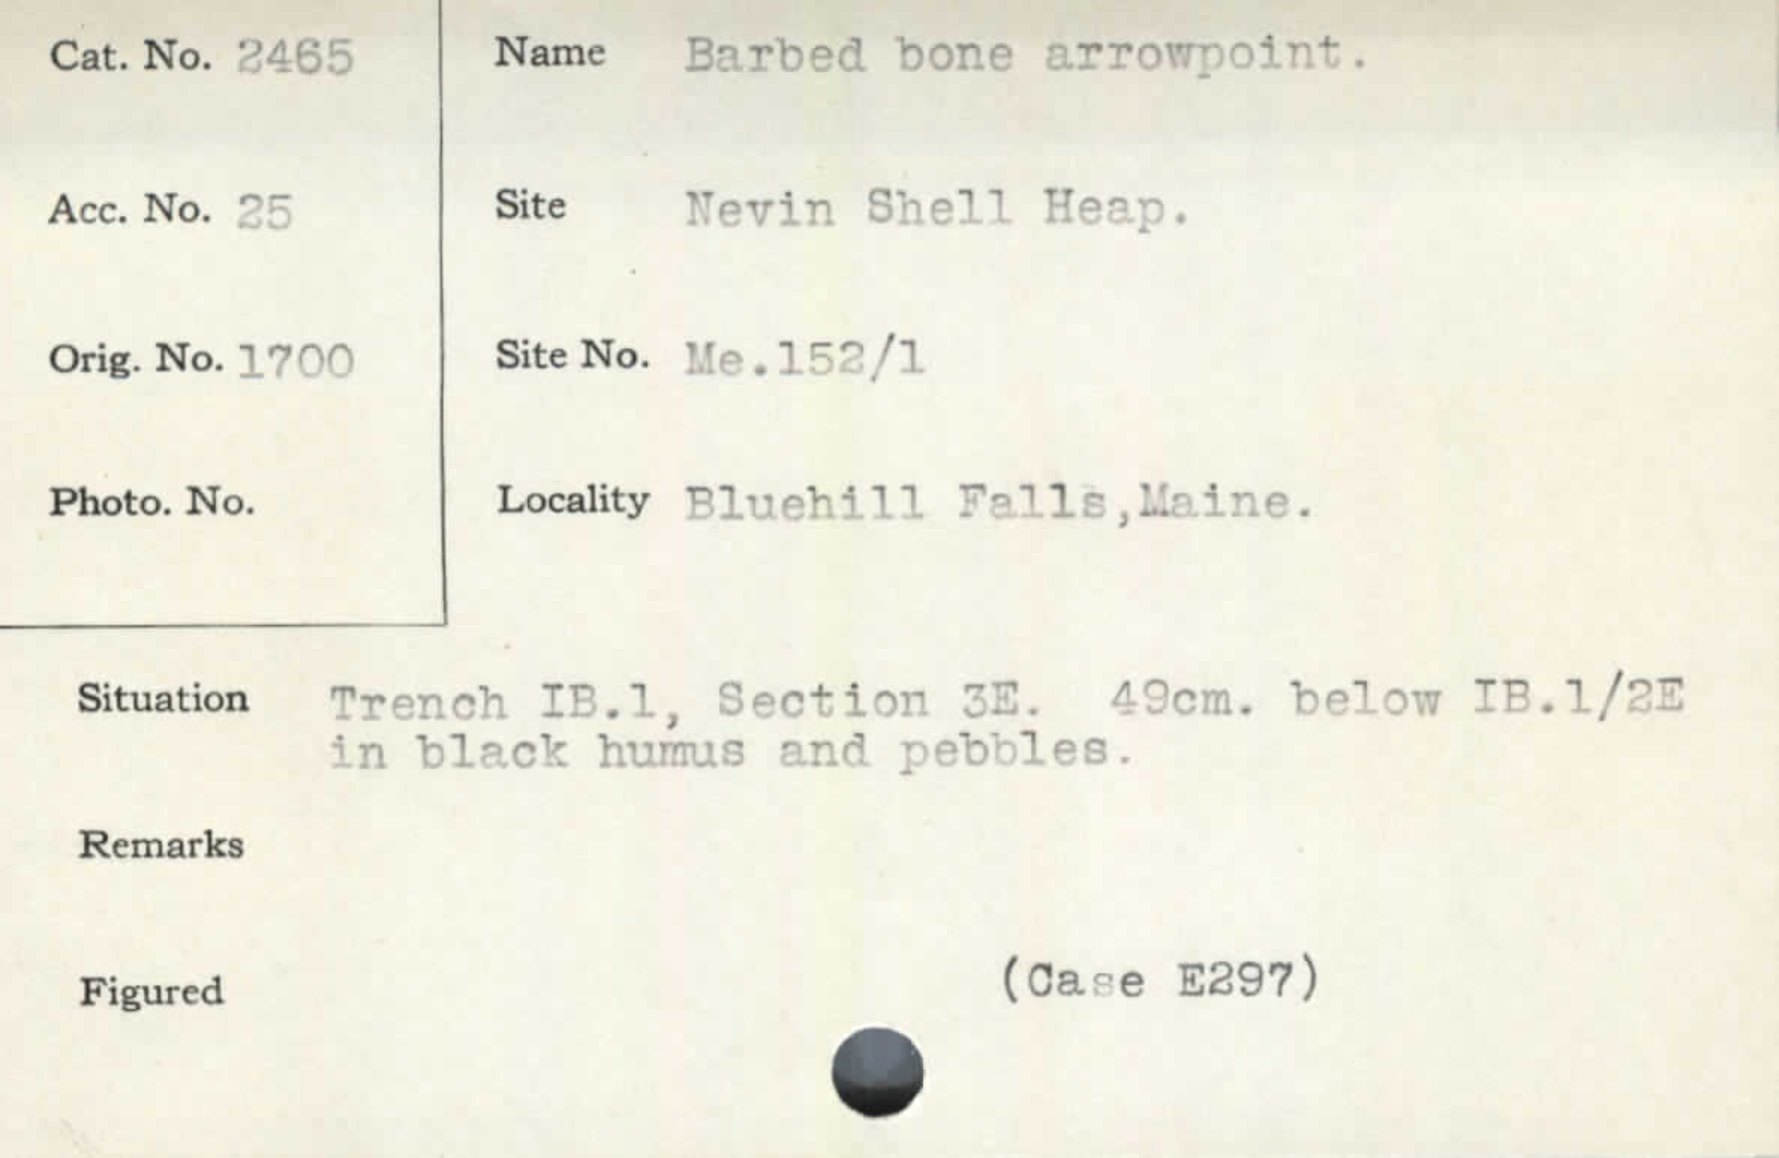 Cat. No. 2465
Name Barbed bone arrowpoint.
Acc. No. 25
Site Nevin Shell Heap.
Orig. No. 1700
Site No. Me.152/1
Photo. No.
Locality Bluehill Falls,Maine.
Situation Trench IB.1, Section 3E. 49cm. below IB.1/2E
in black humus and pebbles.
Remarks
Figured
(Case E297)